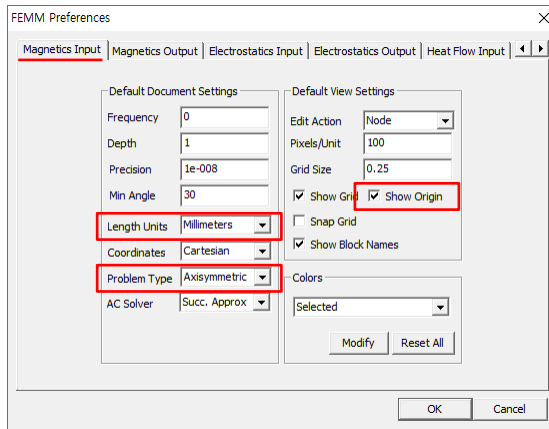 FEMM Preferences
Magnetics Input Magnetics Output Electrostatics Input Electrostatics Output Heat Flow Input
Default Document Settings
Frequency 0
Depth 1
Precision 1e-008
Min Angle 30
Length Units Millimeters
Coordinates Cartesian
Problem Type Axisymmetric
AC Solver Succ. Approx
Default View Settings
Edit Action Node
Pixels/Unit 100
Grid Size 0.25
Show Grid Show Origin
Snap Grid
Show Block Names
Colors
Selected
Modify Reset All
OK Cancel